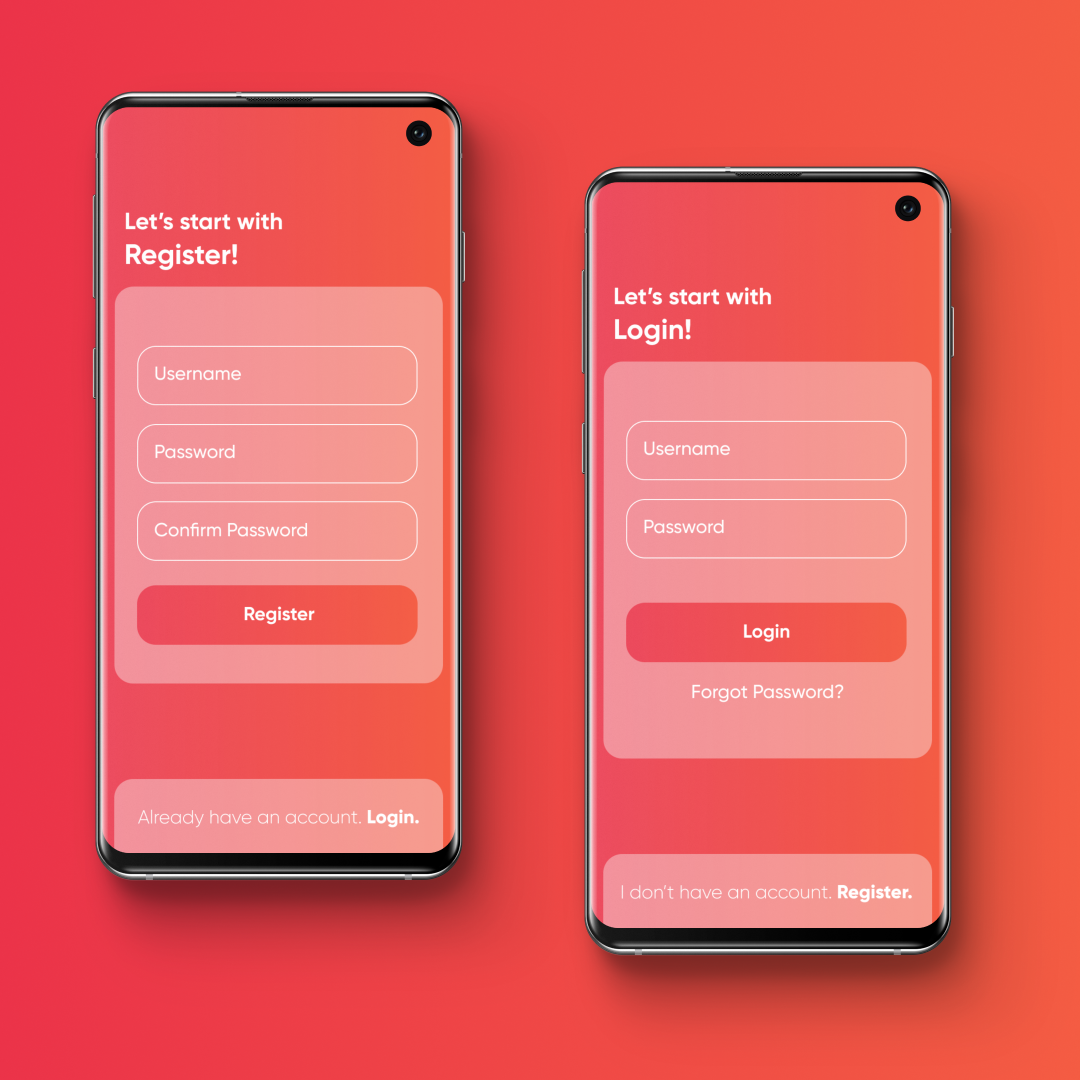 Let’s start with
Register!
Username
Password
Confirm Password
Register
Already have an account. Login.
Let’s start with
Login!
Username
Password
Login
Forgot Password?
I don’t have an account. Register.